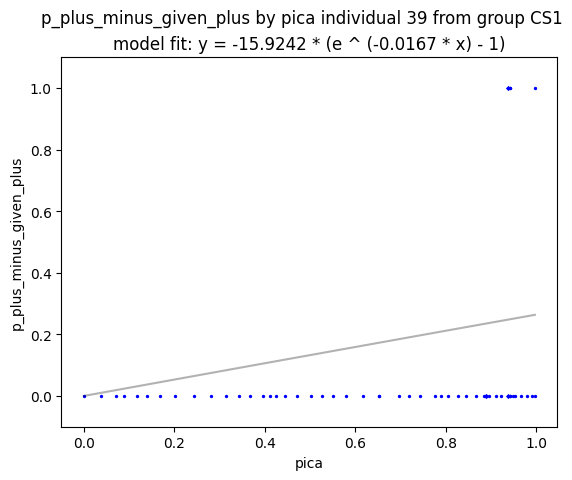 p_plus_minus_given_plus by pica individual 39 from group CS1
model fit: y = -15.9242 * (e ^ (-0.0167 * x) - 1)
1.0
0.8
0.6
0.4
0.2
0.0
p_plus_minus_given_plus
0.0 0.2 0.4 0.6 0.8 1.0
pica